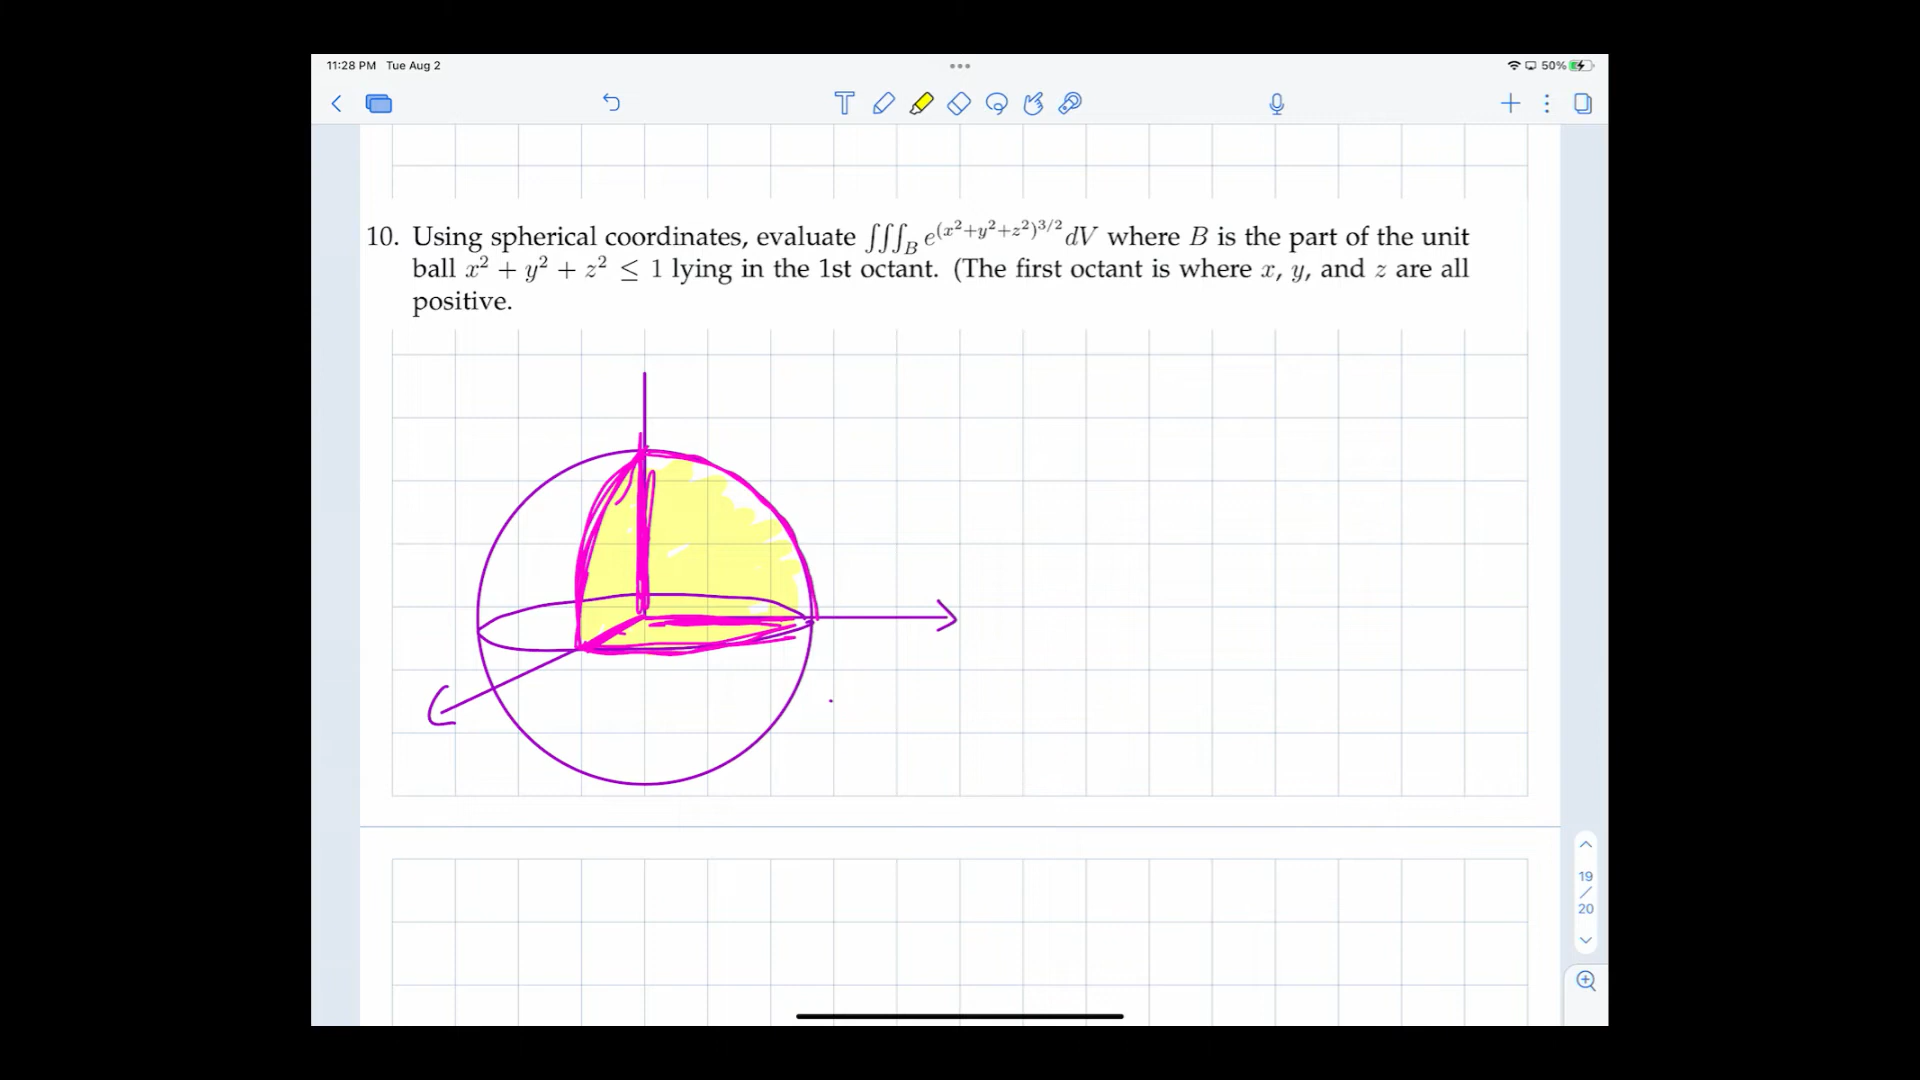 11:28 PM Tue Aug 2
50%
10. Using spherical coordinates, evaluate ∭_B e^{(x²+y²+z²)^{3/2}} dV where B is the part of the unit
ball x² + y² + z² ≤ 1 lying in the 1st octant. (The first octant is where x, y, and z are all
positive.
19
/
20